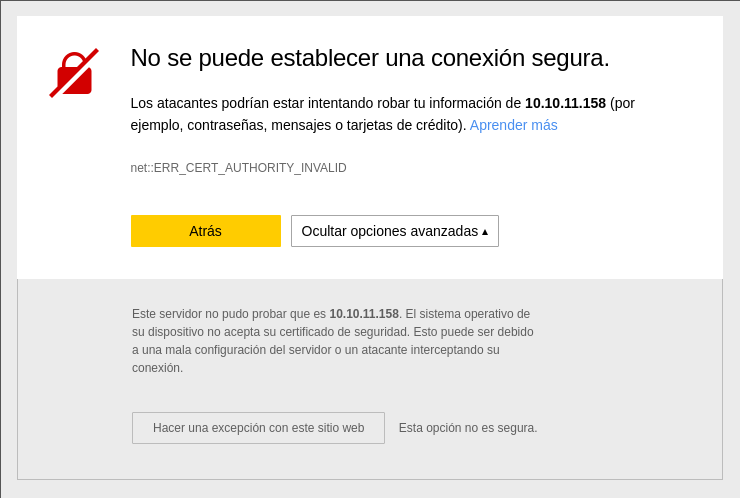 No se puede establecer una conexión segura.
Los atacantes podrían estar intentando robar tu información de 10.10.11.158 (por
ejemplo, contraseñas, mensajes o tarjetas de crédito). Aprender más
net::ERR_CERT_AUTHORITY_INVALID
Atrás Ocultar opciones avanzadas ▲
Este servidor no pudo probar que es 10.10.11.158. El sistema operativo de
su dispositivo no acepta su certificado de seguridad. Esto puede ser debido
a una mala configuración del servidor o un atacante interceptando su
conexión.
Hacer una excepción con este sitio web Esta opción no es segura.